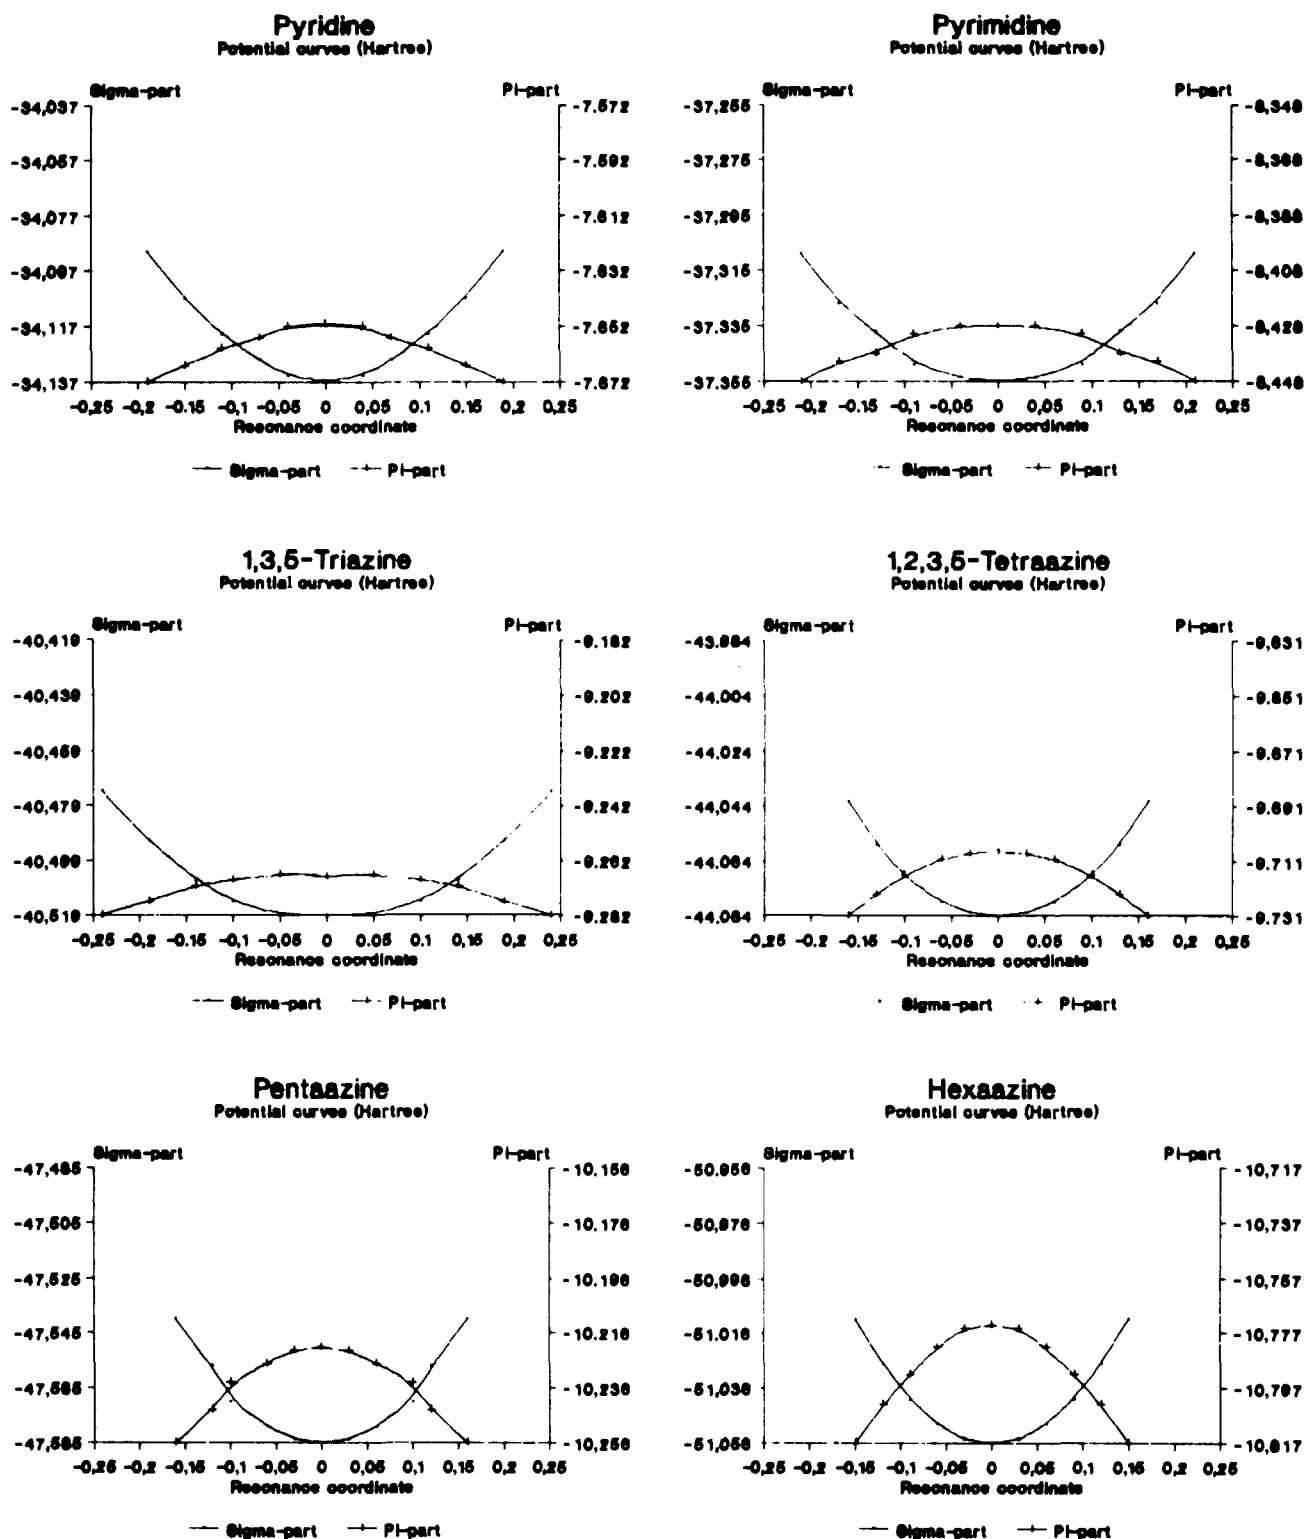 Pyridine
Potential curves (Hartree)
Sigma-part Pi-part
-34,037 -7.572
-34,057 -7.592
-34,077 -7.612
-34,097 -7.632
-34,117 -7.652
-34,137 -7.672
-0,25 -0,2 -0,15 -0,1 -0,05 0 0,05 0,1 0,15 0,2 0,25
Resonance coordinate
Sigma-part Pi-part
Pyrimidine
Potential curves (Hartree)
Sigma-part Pi-part
-37,255 -8,348
-37,275 -8,368
-37,295 -8,388
-37,315 -8,408
-37,335 -8,428
-37,355 -8,448
-0,25 -0,2 -0,15 -0,1 -0,05 0 0,05 0,1 0,15 0,2 0,25
Resonance coordinate
Sigma-part Pi-part
1,3,5-Triazine
Potential curves (Hartree)
Sigma-part Pi-part
-40,419 -9.182
-40,439 -9.202
-40,459 -9.222
-40,479 -9.242
-40,499 -9.262
-40,519 -9.282
-0,25 -0,2 -0,15 -0,1 -0,05 0 0,05 0,1 0,15 0,2 0,25
Resonance coordinate
Sigma-part Pi-part
1,2,3,5-Tetraazine
Potential curves (Hartree)
Sigma-part Pi-part
-43.984 -9,631
-44.004 -9,651
-44.024 -9,671
-44,044 -9,691
-44,064 -9,711
-44,084 -9,731
-0,25 -0,2 -0,15 -0,1 -0,05 0 0,05 0,1 0,15 0,2 0,25
Resonance coordinate
Sigma-part Pi-part
Pentaazine
Potential curves (Hartree)
Sigma-part Pi-part
-47,485 -10,156
-47,505 -10.176
-47,525 -10.196
-47,545 -10.216
-47,565 -10,236
-47,585 -10,256
-0,25 -0,2 -0,15 -0,1 -0,05 0 0,05 0,1 0,15 0,2 0,25
Resonance coordinate
Sigma-part Pi-part
Hexaazine
Potential curves (Hartree)
Sigma-part Pi-part
-50.956 -10,717
-50,976 -10,737
-50,996 -10,757
-51,016 -10,777
-51,036 -10,797
-51,056 -10,817
-0,25 -0,2 -0,15 -0,1 -0,05 0 0,05 0,1 0,15 0,2 0,25
Resonance coordinate
Sigma-part Pi-part